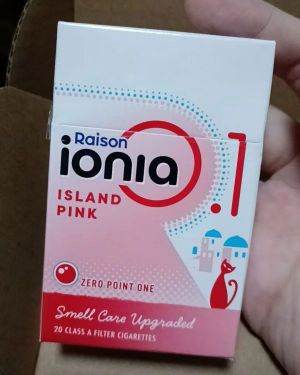 Raison
ionia
0.1
ISLAND
PINK
ZERO POINT ONE
Smell Care Upgraded
20 CLASS A FILTER CIGARETTES